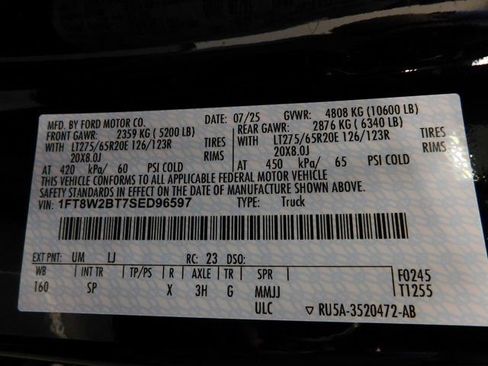 MFD. BY FORD MOTOR CO. DATE: 07/25 GVWR: 4808 KG (10600 LB)
FRONT GAWR: 2359 KG (5200 LB) REAR GAWR: 2876 KG (6340 LB)
WITH LT275/65R20E 126/123R TIRES WITH LT275/65R20E 126/123R TIRES
20X8.0J RIMS 20X8.0J RIMS
AT 420 kPa/ 60 PSI COLD AT 450 kPa/ 65 PSI COLD
THIS VEHICLE CONFORMS TO ALL APPLICABLE FEDERAL MOTOR VEHICLE
SAFETY STANDARDS IN EFFECT ON THE DATE OF MANUFACTURE SHOWN ABOVE.
VIN: 1FT8W2BT7SED96597 TYPE: Truck
EXT PNT: UM LJ RC: 23 DSO:
WB INT TR TP/PS R AXLE TR SPR F0245
160 SP X 3H G MMJJ T1255
ULC RU5A-3520472-AB